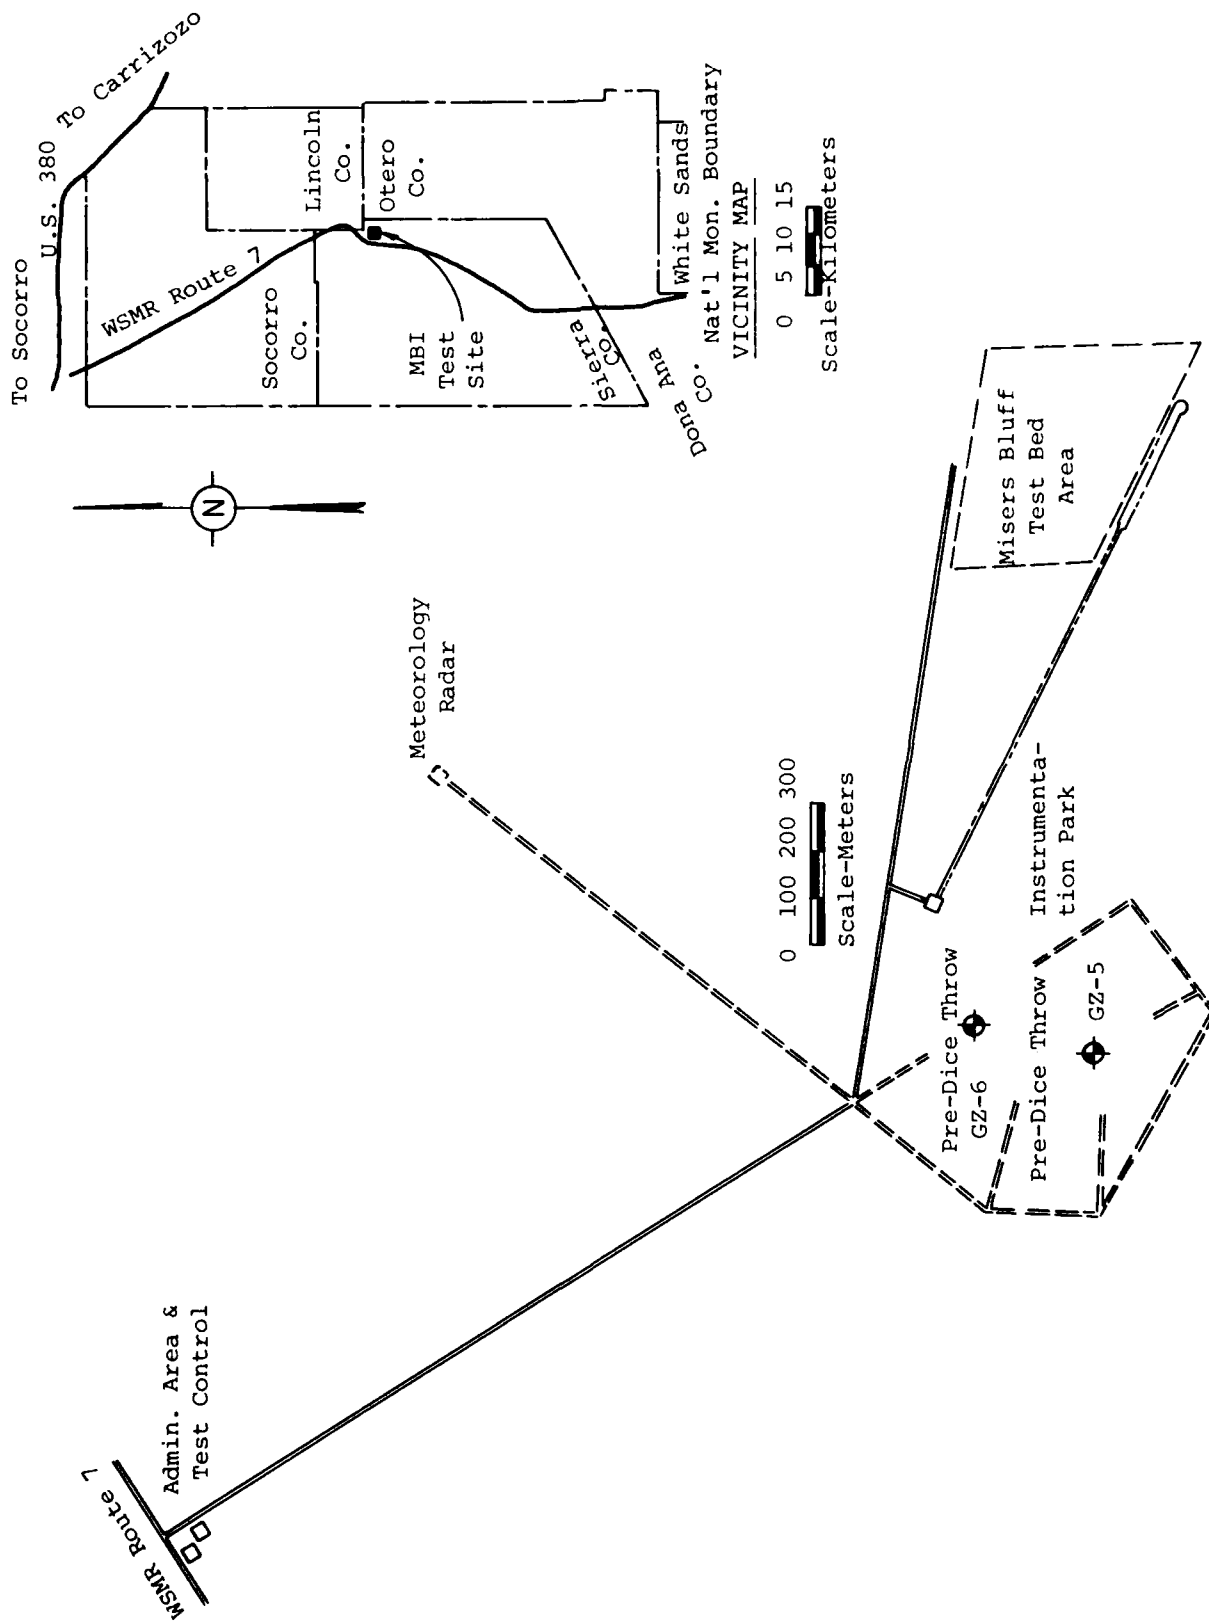 To Socorro
U.S. 380
To Carrizozo
WSMR Route 7
Lincoln
Co.
Socorro
Co.
Otero
Co.
MBI
Test
Site
Sierra
Co.
Dona Ana
Co.
White Sands
Nat'l Mon. Boundary
VICINITY MAP
0 5 10 15
Scale-Kilometers
N
Meteorology
Radar
WSMR Route 7
Admin. Area &
Test Control
0 100 200 300
Scale-Meters
Misers Bluff
Test Bed
Area
Instrumenta-
tion Park
Pre-Dice Throw
GZ-6
Pre-Dice Throw
GZ-5